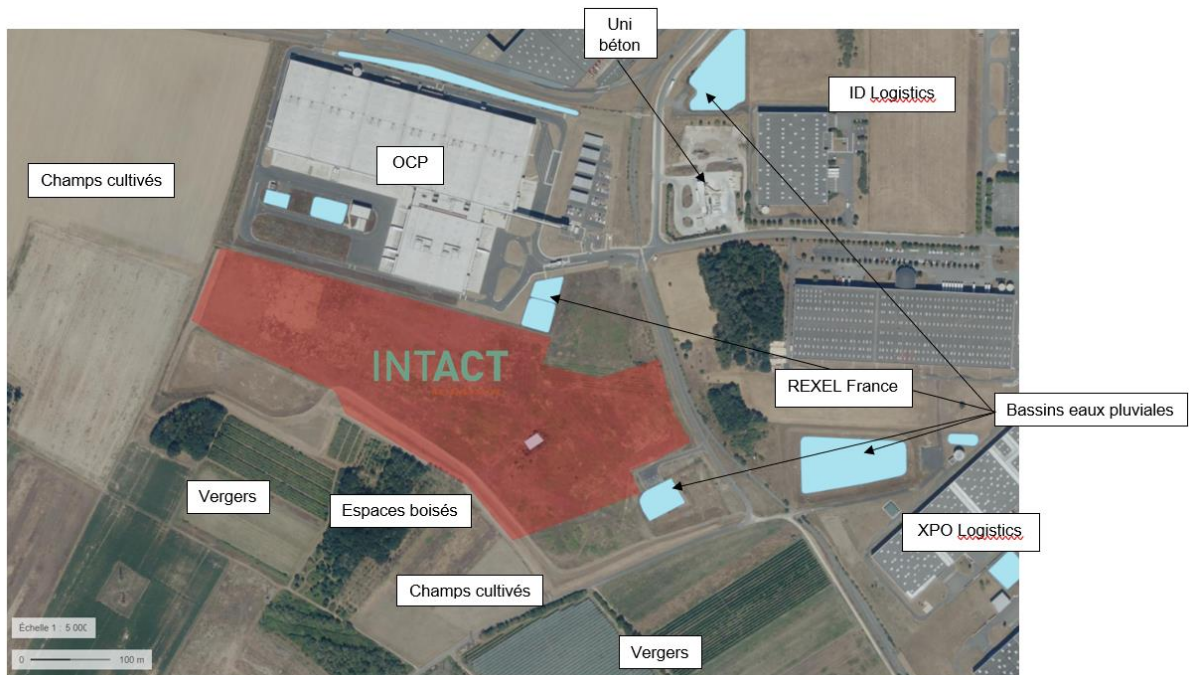 Uni
béton
ID Logistics
OCP
Champs cultivés
INTACT
REXEL France
Bassins eaux pluviales
Vergers
Espaces boisés
XPO Logistics
Champs cultivés
Échelle 1 : 5 000
Vergers
0 100 m